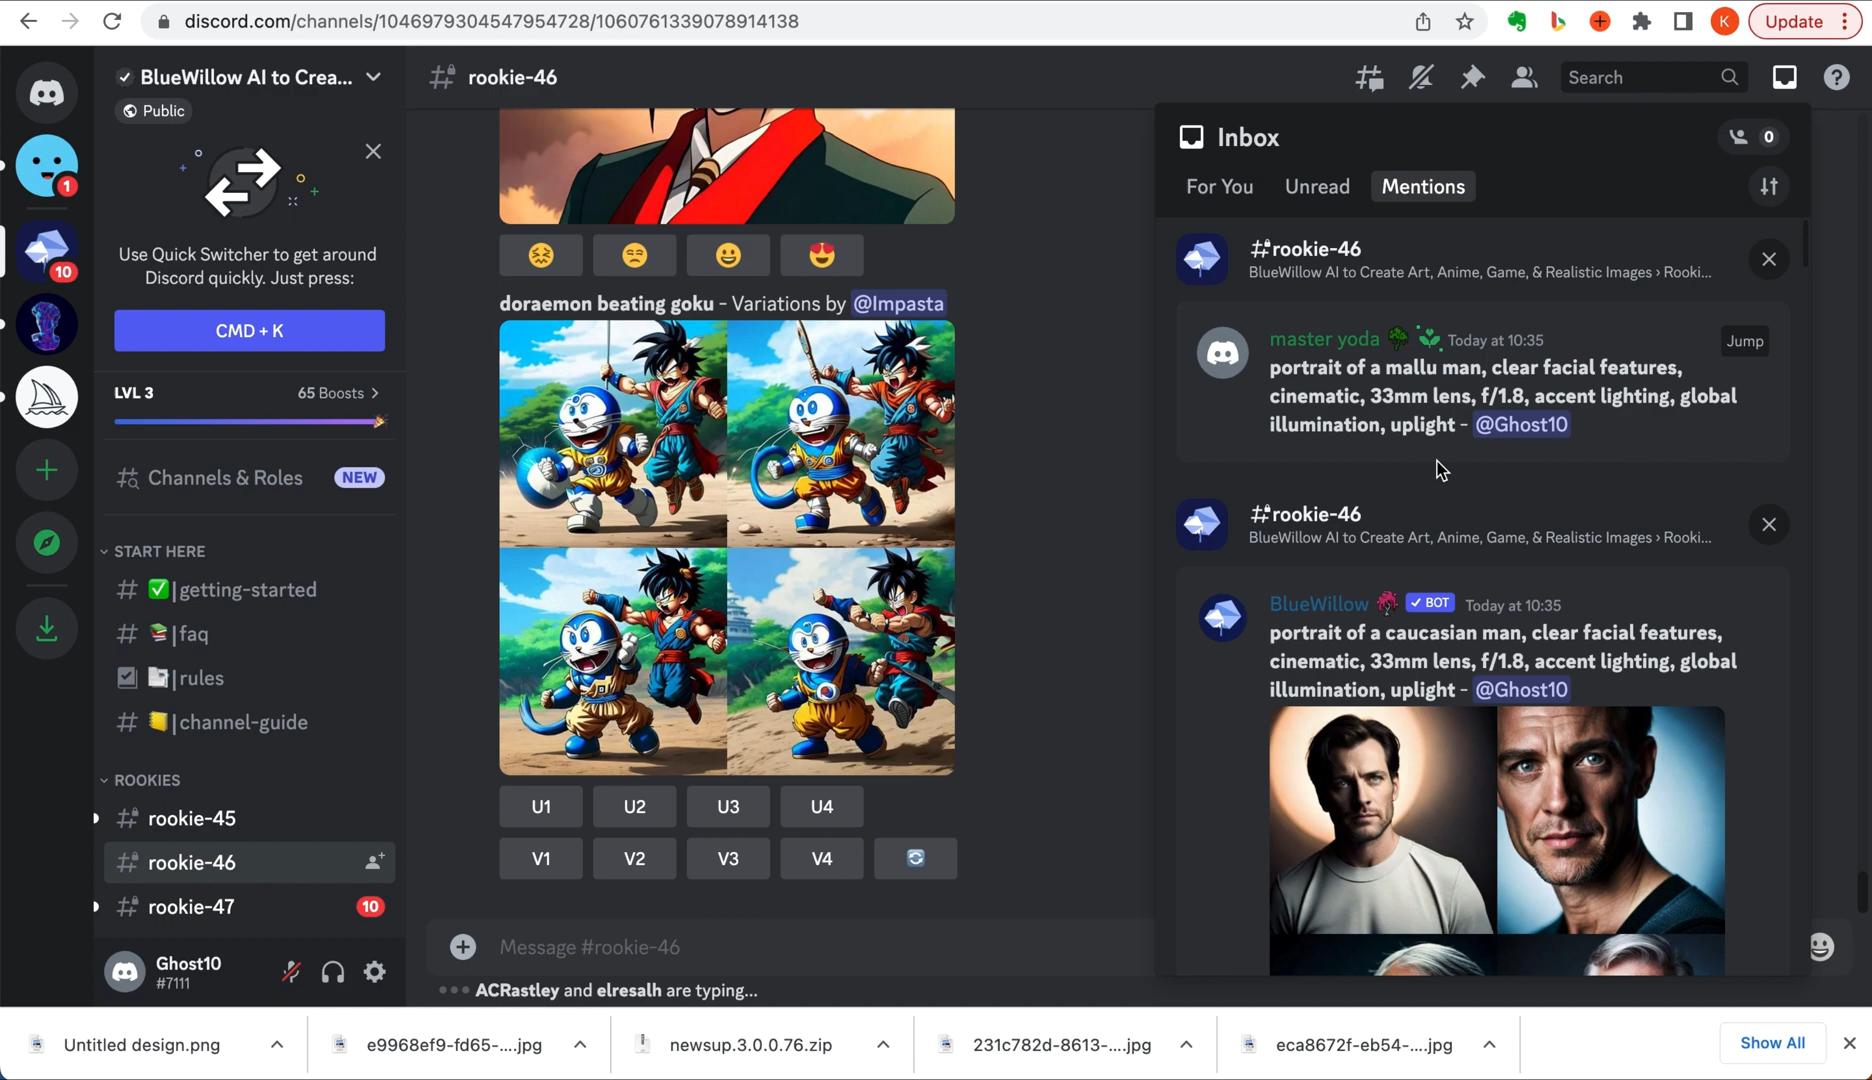 discord.com/channels/1046979304547954728/1060761339078914138
K
Update
BlueWillow AI to Crea...
Public
Use Quick Switcher to get around
Discord quickly. Just press:
CMD + K
LVL 3
65 Boosts
Channels & Roles
NEW
START HERE
|getting-started
|faq
|rules
|channel-guide
ROOKIES
rookie-45
rookie-46
rookie-47
10
Ghost10
#7111
1
10
rookie-46
Search
doraemon beating goku - Variations by @Impasta
U1
U2
U3
U4
V1
V2
V3
V4
Message #rookie-46
ACRastley and elresalh are typing...
Inbox
0
For You
Unread
Mentions
#rookie-46
BlueWillow AI to Create Art, Anime, Game, & Realistic Images › Rooki...
master yoda Today at 10:35
Jump
portrait of a mallu man, clear facial features,
cinematic, 33mm lens, f/1.8, accent lighting, global
illumination, uplight - @Ghost10
#rookie-46
BlueWillow AI to Create Art, Anime, Game, & Realistic Images › Rooki...
BlueWillow BOT Today at 10:35
portrait of a caucasian man, clear facial features,
cinematic, 33mm lens, f/1.8, accent lighting, global
illumination, uplight - @Ghost10
Untitled design.png
e9968ef9-fd65-....jpg
newsup.3.0.0.76.zip
231c782d-8613-....jpg
eca8672f-eb54-....jpg
Show All